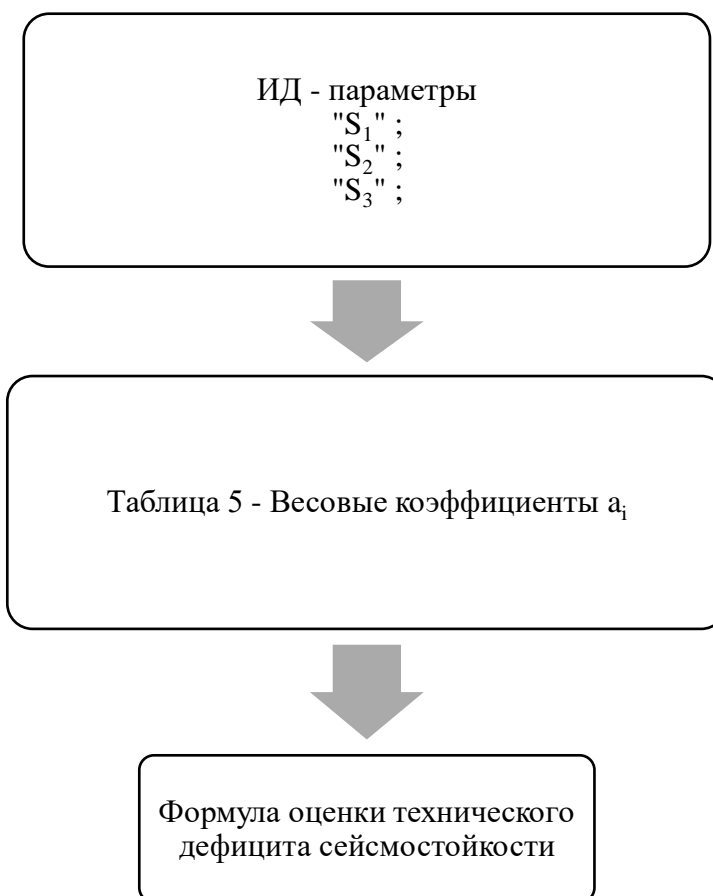 ИД - параметры
"S₁" ;
"S₂" ;
"S₃" ;
Таблица 5 - Весовые коэффициенты aᵢ
Формула оценки технического
дефицита сейсмостойкости